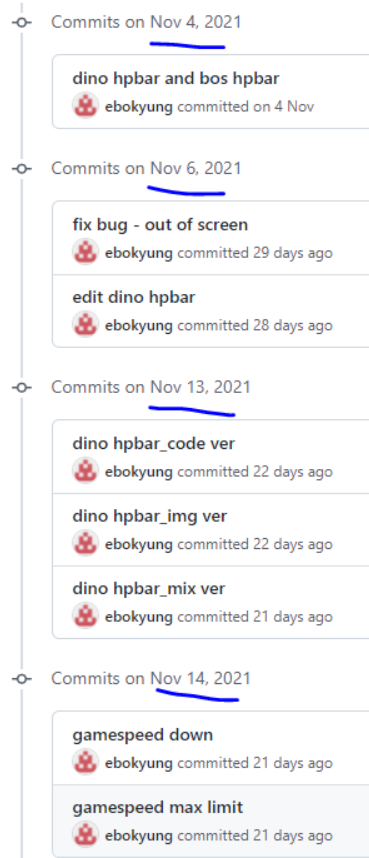 Commits on Nov 4, 2021
dino hpbar and bos hpbar
ebokyung committed on 4 Nov
Commits on Nov 6, 2021
fix bug - out of screen
ebokyung committed 29 days ago
edit dino hpbar
ebokyung committed 28 days ago
Commits on Nov 13, 2021
dino hpbar_code ver
ebokyung committed 22 days ago
dino hpbar_img ver
ebokyung committed 22 days ago
dino hpbar_mix ver
ebokyung committed 21 days ago
Commits on Nov 14, 2021
gamespeed down
ebokyung committed 21 days ago
gamespeed max limit
ebokyung committed 21 days ago